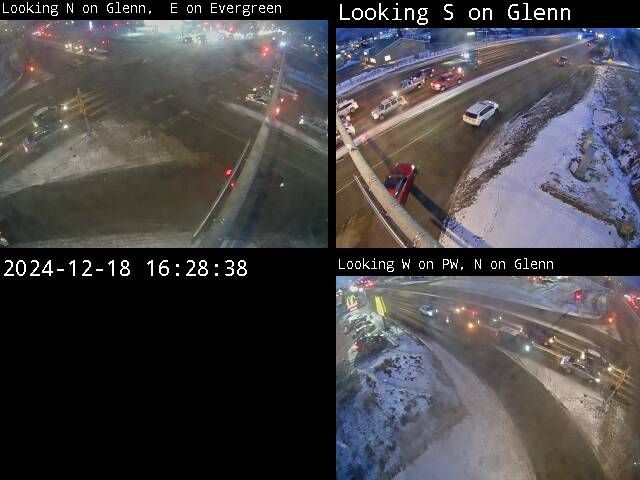 Looking N on Glenn,  E on Evergreen
Looking S on Glenn
2024-12-18 16:28:38
Looking W on PW, N on Glenn